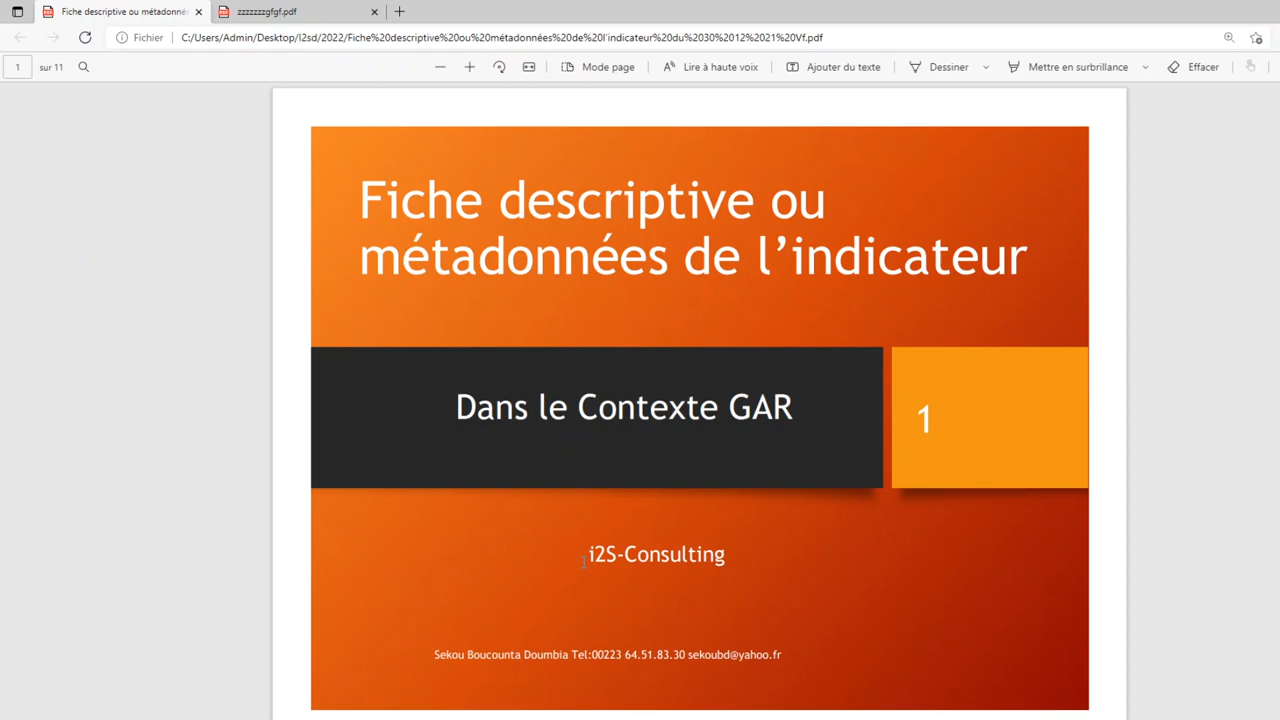 Fiche descriptive ou métadonnée
zzzzzzzgfgf.pdf
Fichier
C:/Users/Admin/Desktop/I2sd/2022/Fiche%20descriptive%20ou%20métadonnées%20de%20l'indicateur%20du%2030%2012%2021%20Vf.pdf
1 sur 11
Mode page
Lire à haute voix
Ajouter du texte
Dessiner
Mettre en surbrillance
Effacer
Fiche descriptive ou
métadonnées de l’indicateur
Dans le Contexte GAR
1
i2S-Consulting
Sekou Boucounta Doumbia Tel:00223 64.51.83.30 sekoubd@yahoo.fr